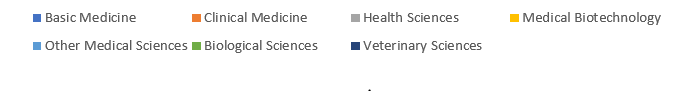 Basic Medicine Clinical Medicine Health Sciences Medical Biotechnology
Other Medical Sciences Biological Sciences Veterinary Sciences